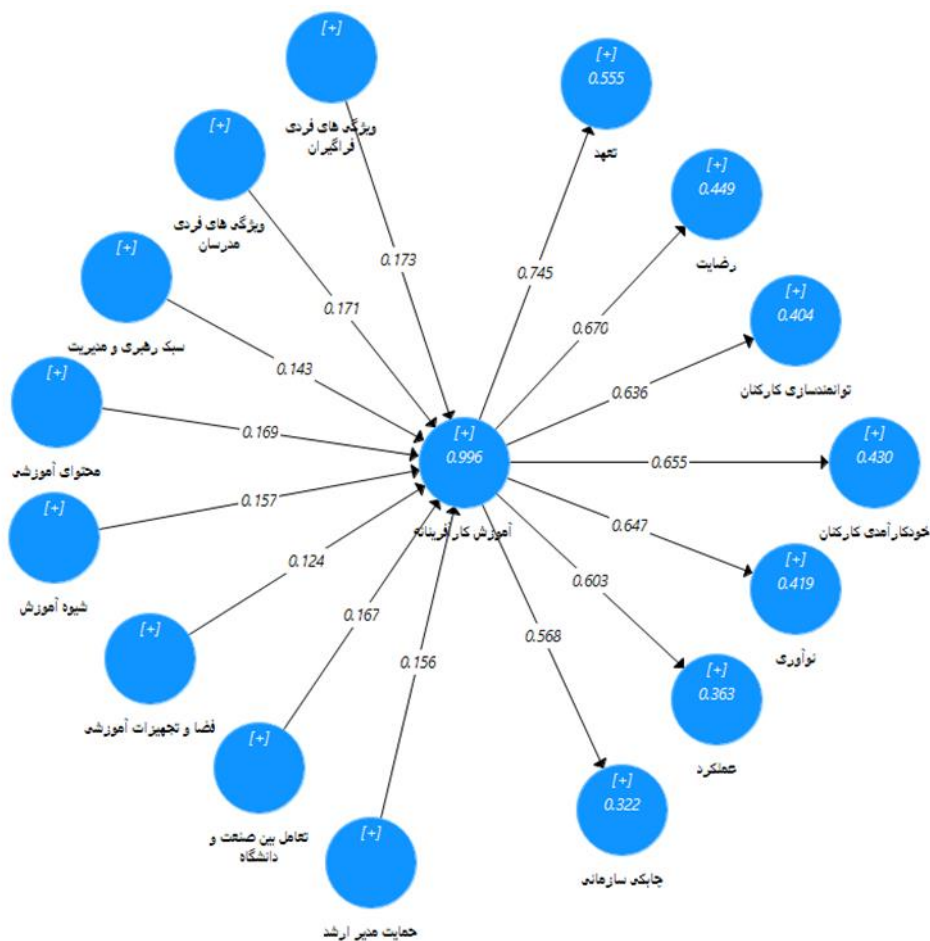 [+]
ویژگی های فردی
فراگیران
[+]
ویژگی های فردی
مدرسان
[+]
سبک رهبری و مدیریت
[+]
محتوای آموزشی
[+]
شیوه آموزش
[+]
فضا و تجهیزات آموزشی
[+]
تعامل بین صنعت و
دانشگاه
[+]
حمایت مدیر ارشد
0.173
0.171
0.143
0.169
0.157
0.124
0.167
0.156
[+]
0.996
آموزش کارآفرینانه
0.745
0.670
0.636
0.655
0.647
0.603
0.568
[+]
0.555
تعهد
[+]
0.449
رضایت
[+]
0.404
توانمندسازی کارکنان
[+]
0.430
خودکارآمدی کارکنان
[+]
0.419
نوآوری
[+]
0.363
عملکرد
[+]
0.322
چابکی سازمانی